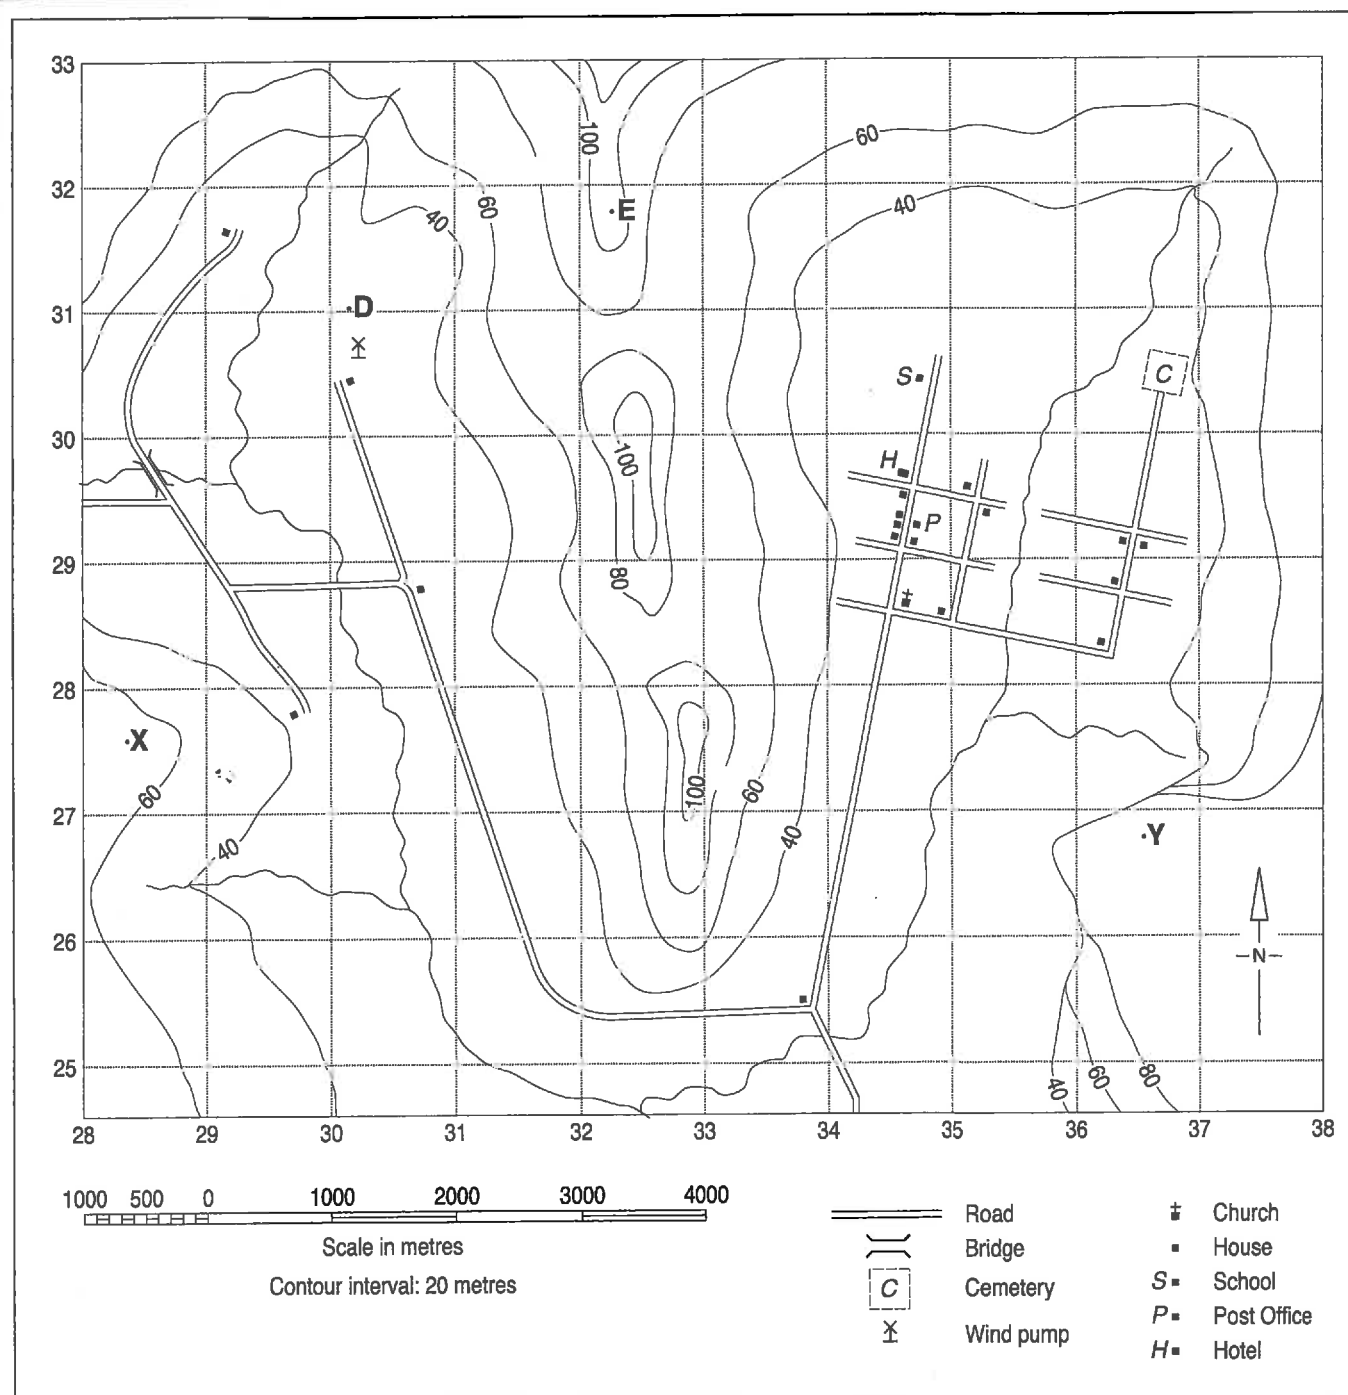 33
100
60
32
E
40
60
40
31
D
S
C
100
30
H
P
29
80
28
X
60
100
60
27
40
40
Y
26
N
25
40
60
80
28 29 30 31 32 33 34 35 36 37 38
1000 500 0 1000 2000 3000 4000
Scale in metres
Contour interval: 20 metres
Road
Bridge
C Cemetery
Wind pump
Church
House
S School
P Post Office
H Hotel